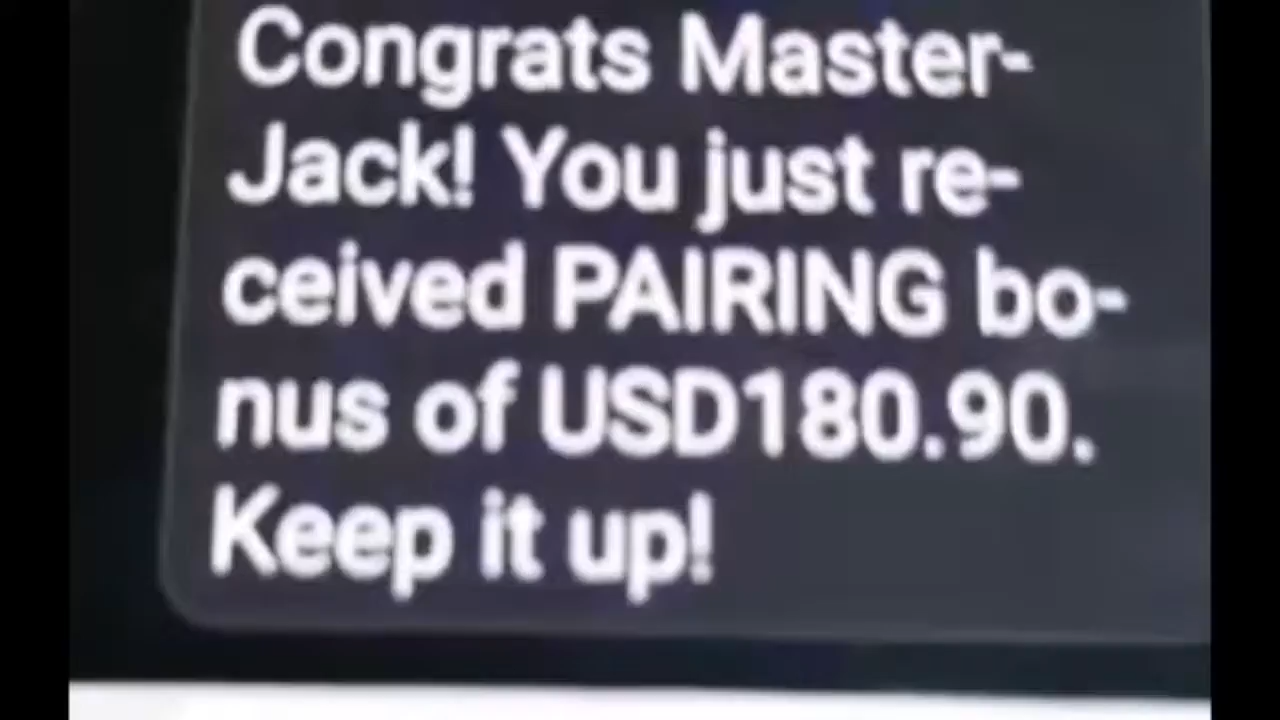 Congrats Master-
Jack! You just re-
ceived PAIRING bo-
nus of USD180.90.
Keep it up!